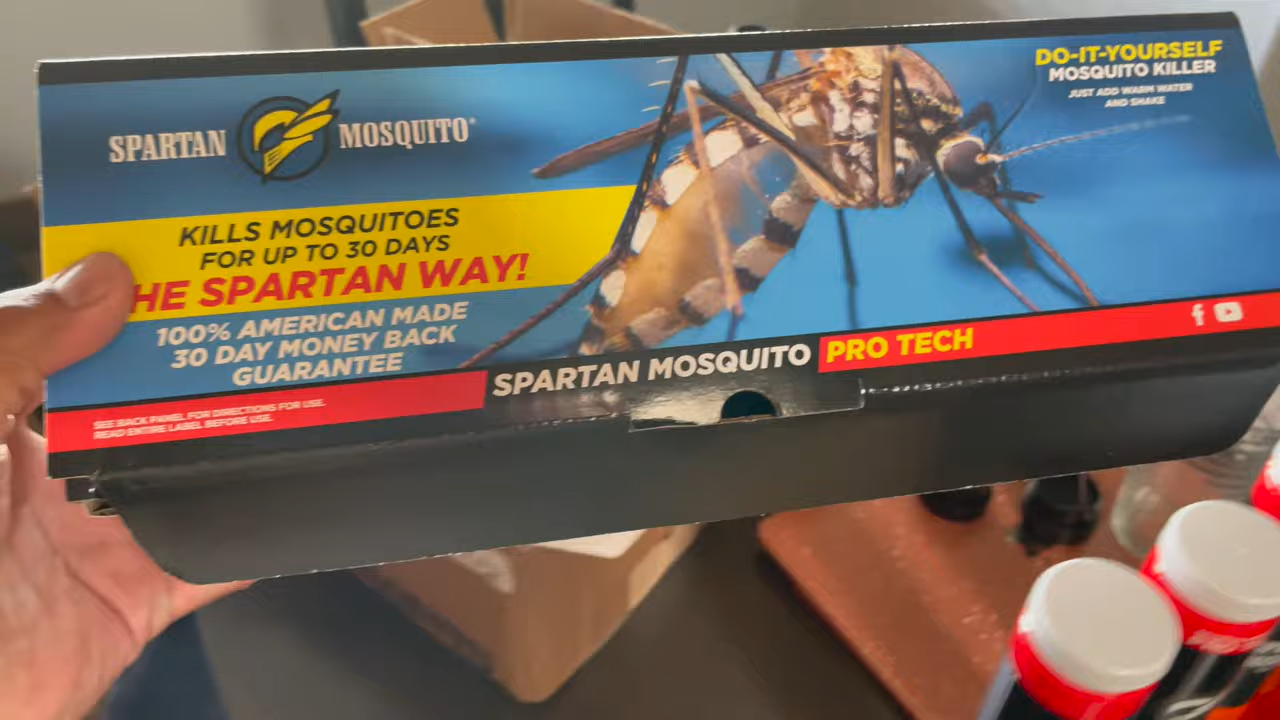 SPARTAN MOSQUITO®
DO-IT-YOURSELF
MOSQUITO KILLER
JUST ADD WARM WATER
AND SHAKE
KILLS MOSQUITOES
FOR UP TO 30 DAYS
HE SPARTAN WAY!
100% AMERICAN MADE
30 DAY MONEY BACK
GUARANTEE
SPARTAN MOSQUITO PRO TECH
SEE BACK PANEL FOR DIRECTIONS FOR USE.
READ ENTIRE LABEL BEFORE USE.